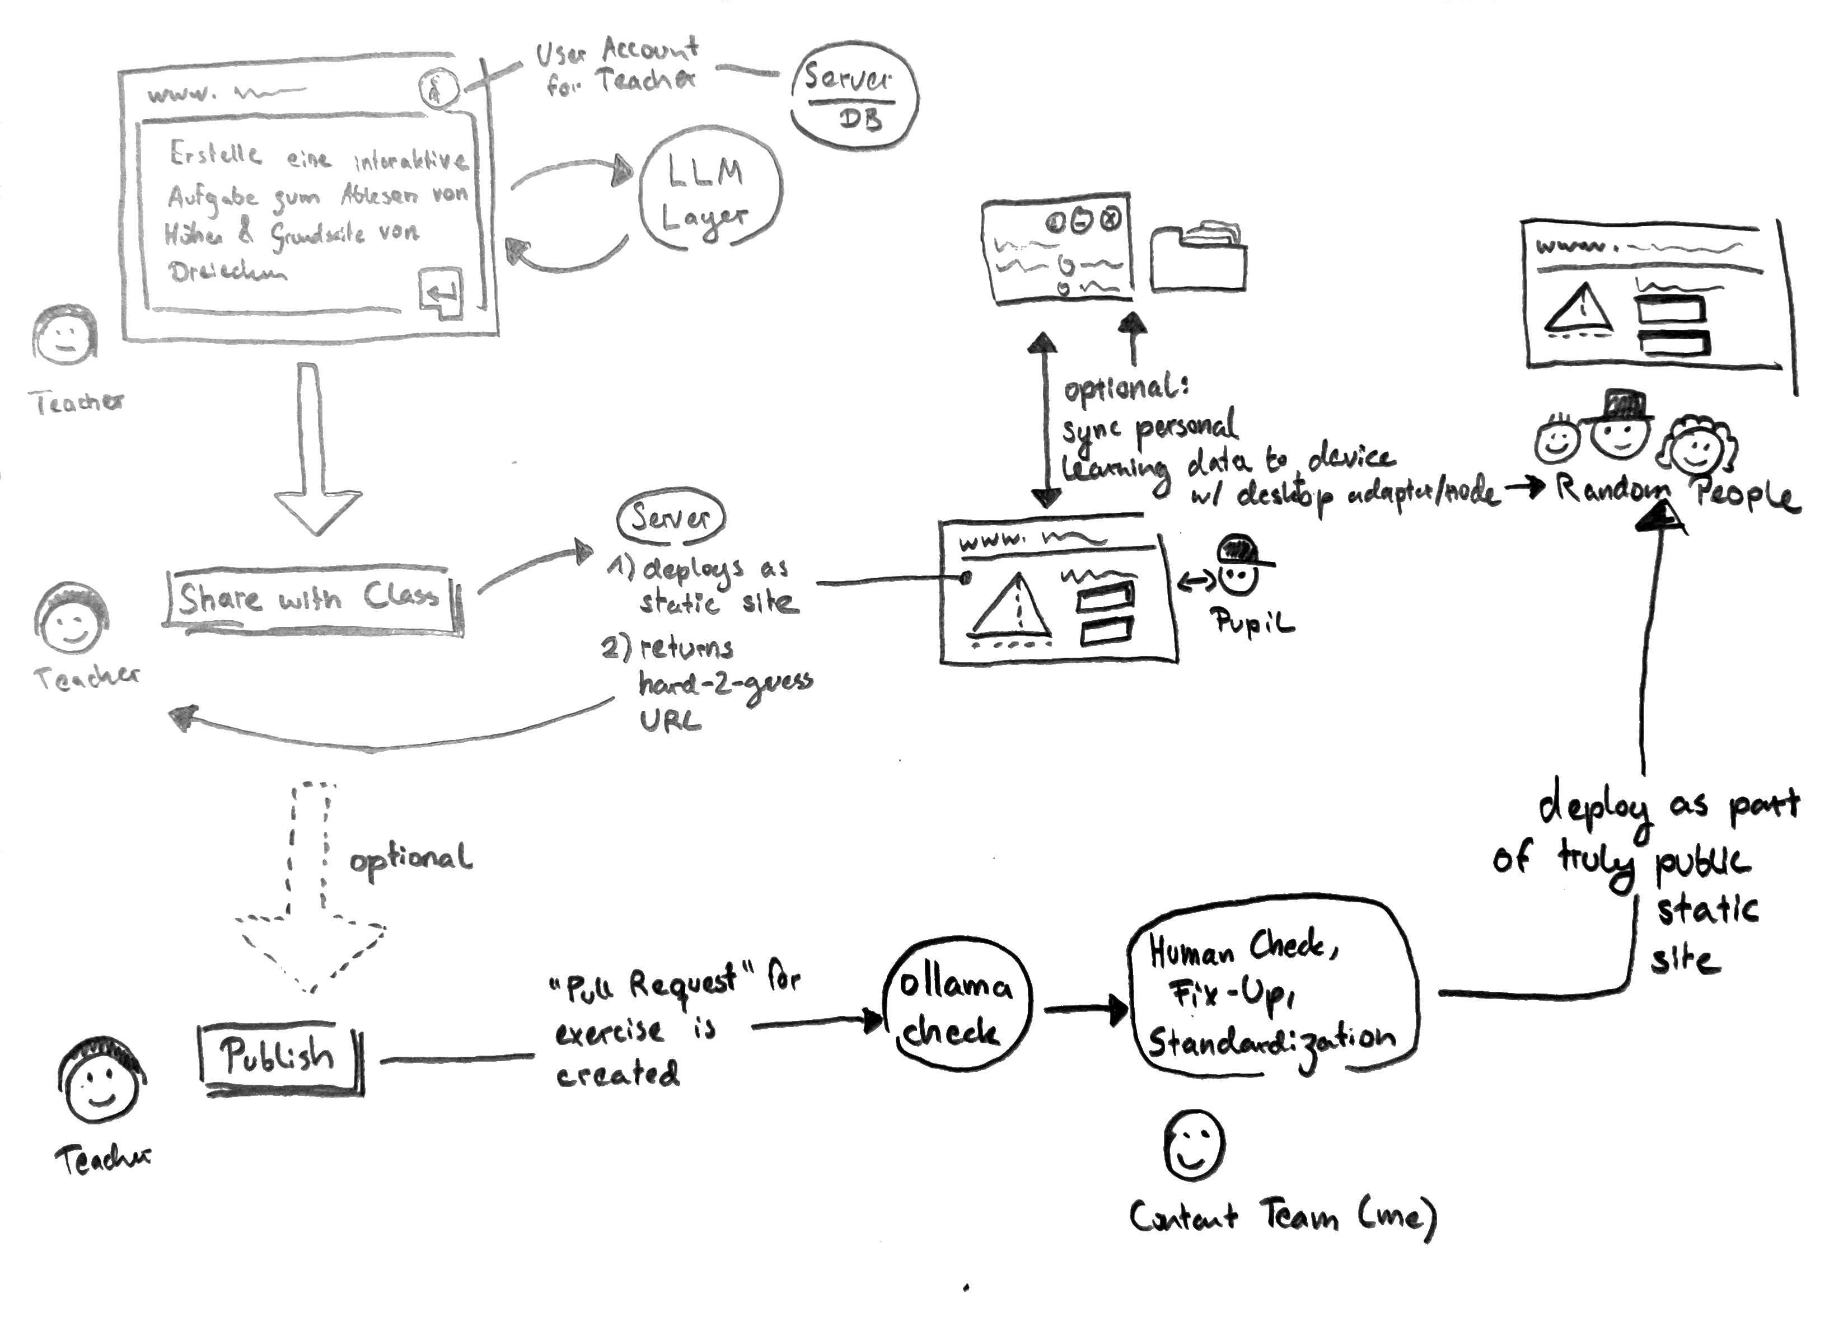 User Account
for Teacher
Server
DB
www.
Erstelle eine interaktive
Aufgabe zum Ablesen von
Höhe & Grundseite von
Dreiecken
LLM
Layer
Teacher
www.
optional:
sync personal
learning data to device
w/ desktop adapter/node
Random People
Server
1) deploys as
static site
2) returns
hard-2-guess
URL
Share with Class
Teacher
www.
Pupil
optional
deploy as part
of truly public
static
site
"Pull Request" for
exercise is
created
ollama
check
Human Check,
Fix-Up,
Standardization
Publish
Teacher
Content Team (me)